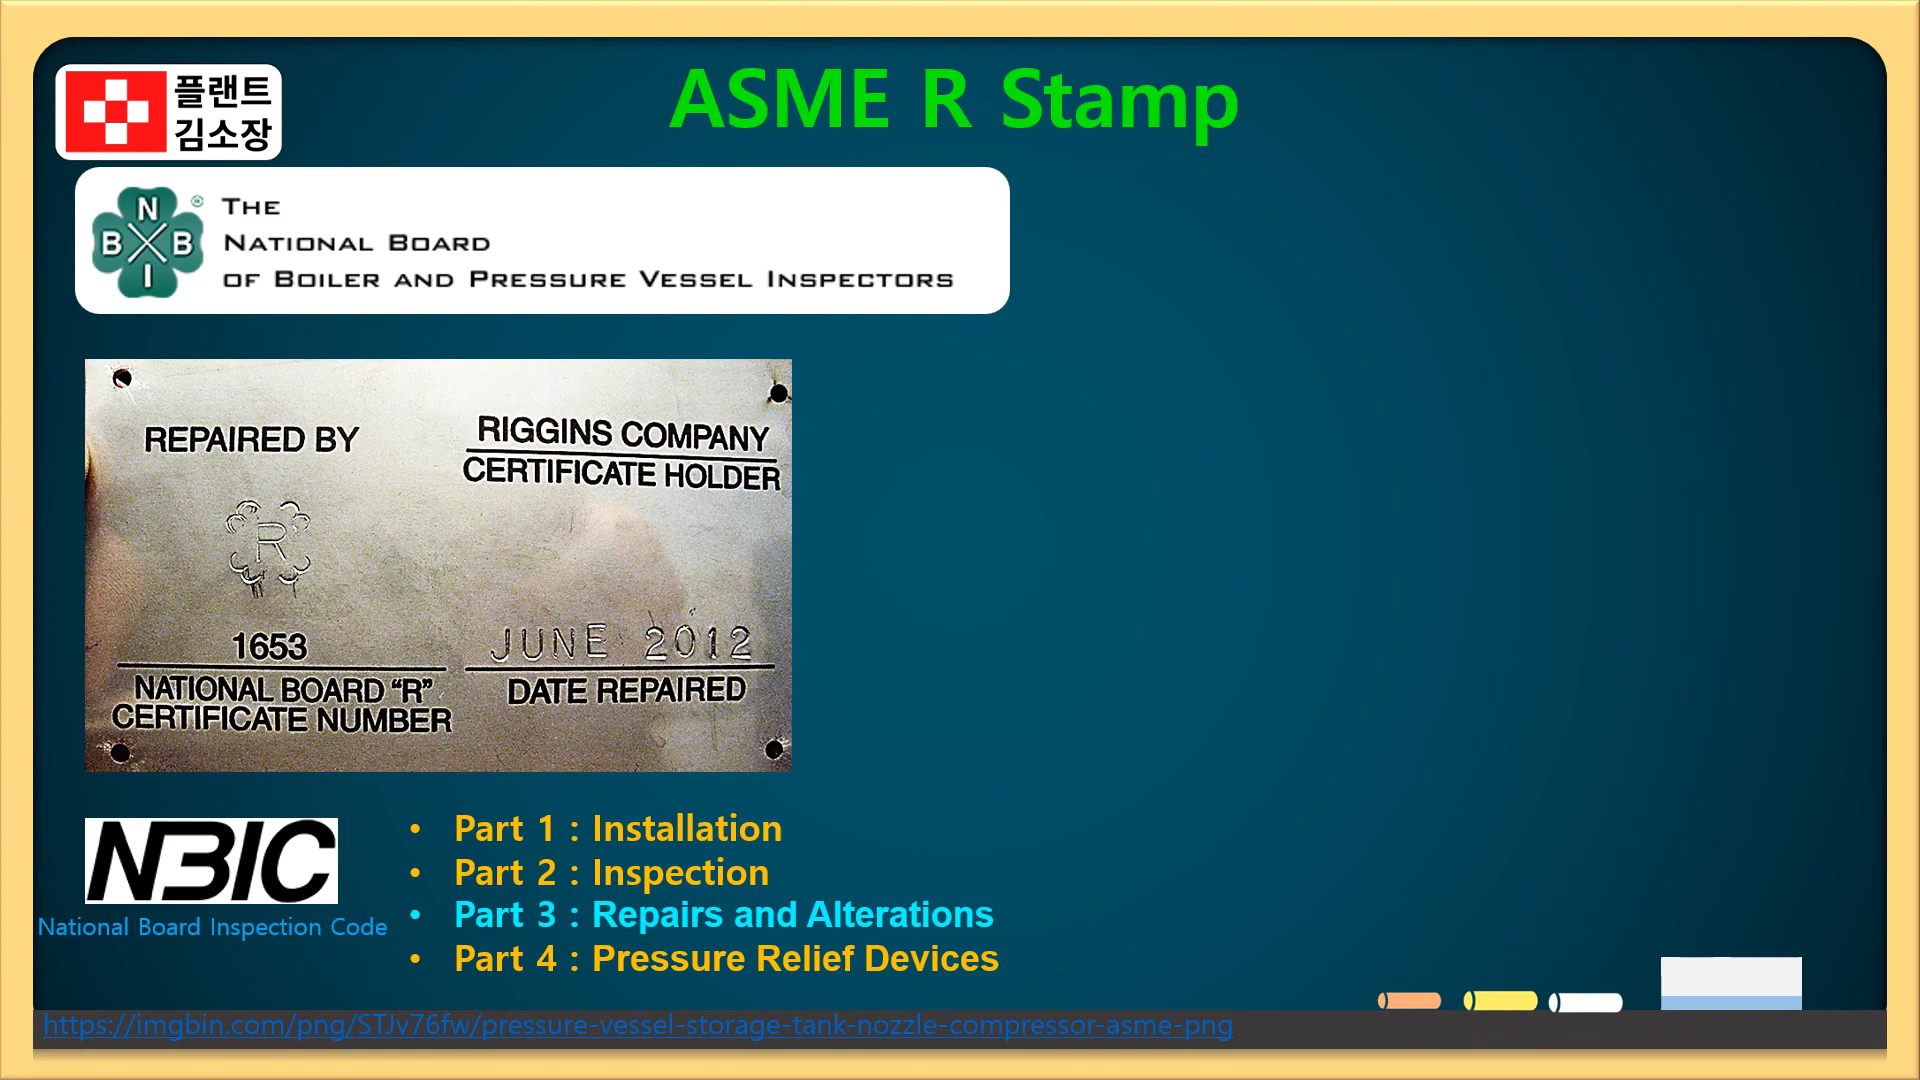 플랜트
김소장
ASME R Stamp
N
B B
I
®
THE
NATIONAL BOARD
OF BOILER AND PRESSURE VESSEL INSPECTORS
REPAIRED BY
RIGGINS COMPANY
CERTIFICATE HOLDER
R
1653
NATIONAL BOARD “R”
CERTIFICATE NUMBER
JUNE 2012
DATE REPAIRED
NBIC
National Board Inspection Code
• Part 1 : Installation
• Part 2 : Inspection
• Part 3 : Repairs and Alterations
• Part 4 : Pressure Relief Devices
https://imgbin.com/png/STJv76fw/pressure-vessel-storage-tank-nozzle-compressor-asme-png